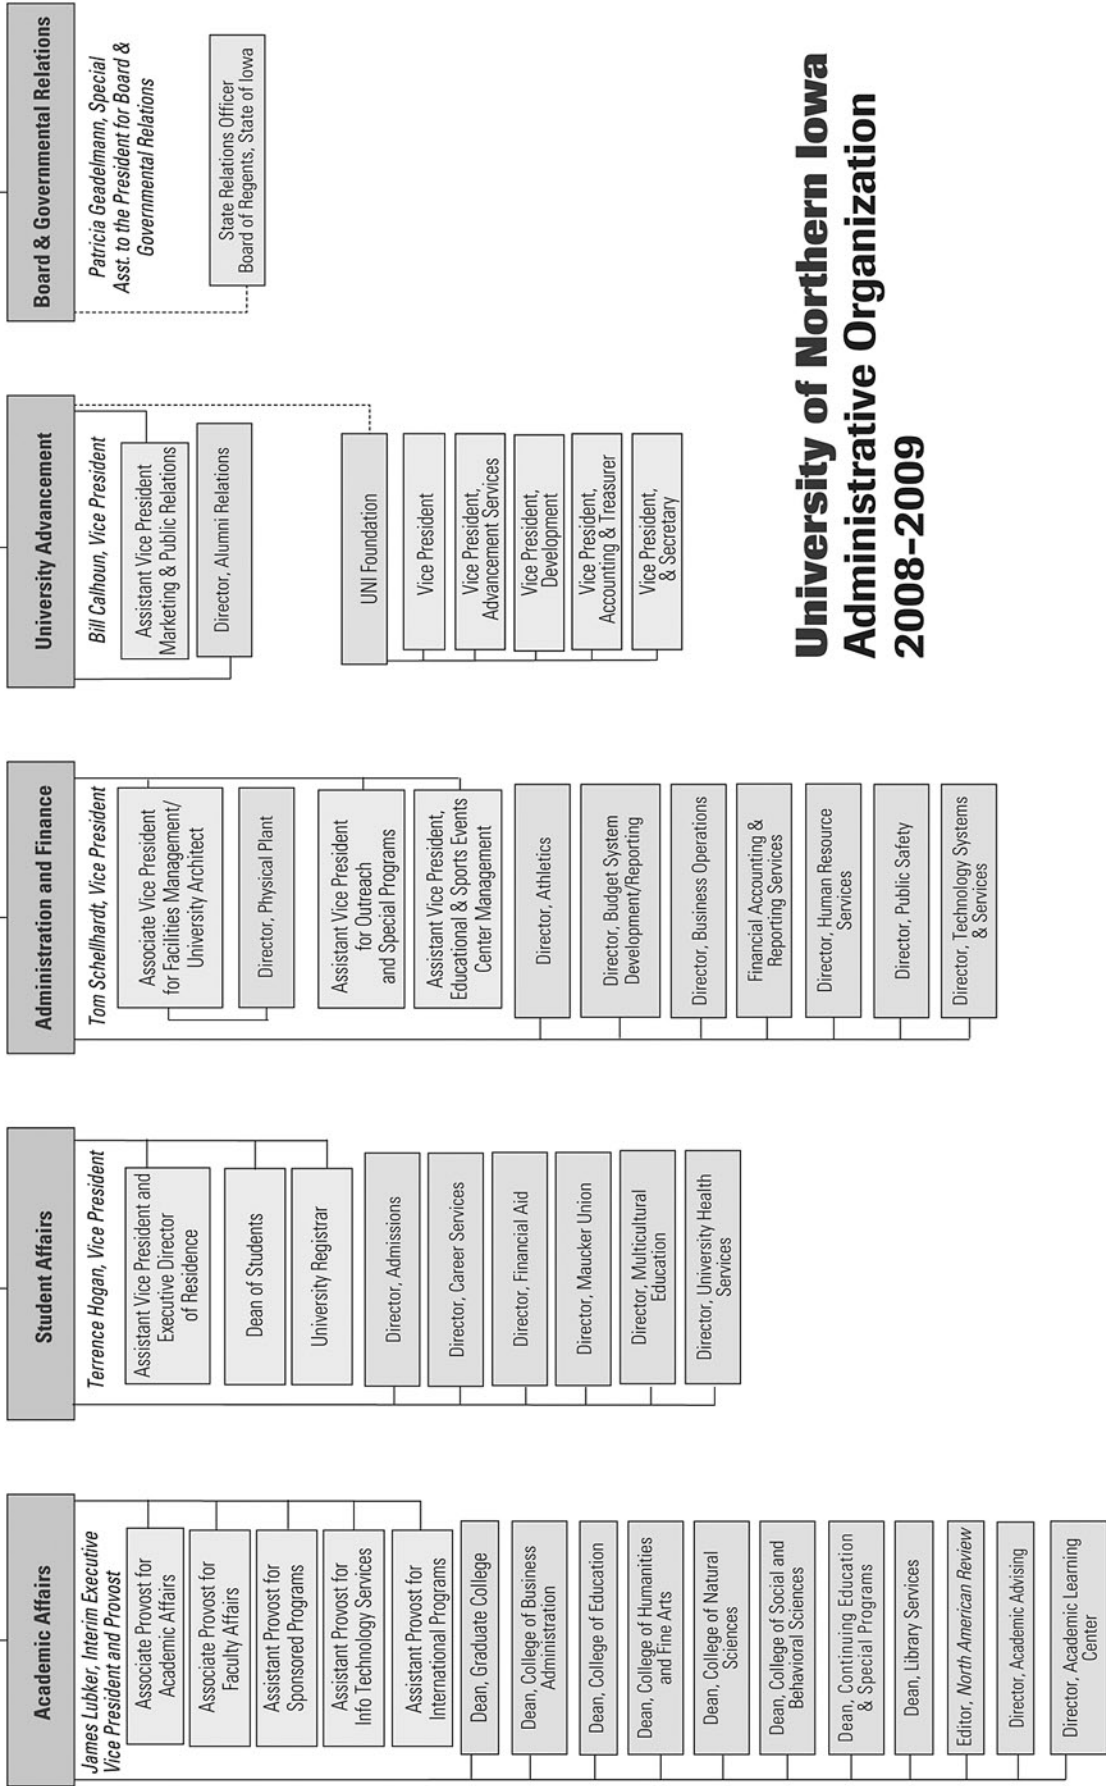 Academic Affairs
James Lubker, Interim Executive
Vice President and Provost
Associate Provost for
Academic Affairs
Associate Provost for
Faculty Affairs
Assistant Provost for
Sponsored Programs
Assistant Provost for
Info Technology Services
Assistant Provost for
International Programs
Dean, Graduate College
Dean, College of Business
Administration
Dean, College of Education
Dean, College of Humanities
and Fine Arts
Dean, College of Natural
Sciences
Dean, College of Social and
Behavioral Sciences
Dean, Continuing Education
& Special Programs
Dean, Library Services
Editor, North American Review
Director, Academic Advising
Director, Academic Learning
Center
Student Affairs
Terrence Hogan, Vice President
Assistant Vice President and
Executive Director
of Residence
Dean of Students
University Registrar
Director, Admissions
Director, Career Services
Director, Financial Aid
Director, Maucker Union
Director, Multicultural
Education
Director, University Health
Services
Administration and Finance
Tom Schellhardt, Vice President
Associate Vice President
for Facilities Management/
University Architect
Director, Physical Plant
Assistant Vice President
for Outreach
and Special Programs
Assistant Vice President,
Educational & Sports Events
Center Management
Director, Athletics
Director, Budget System
Development/Reporting
Director, Business Operations
Financial Accounting &
Reporting Services
Director, Human Resource
Services
Director, Public Safety
Director, Technology Systems
& Services
University Advancement
Bill Calhoun, Vice President
Assistant Vice President
Marketing & Public Relations
Director, Alumni Relations
UNI Foundation
Vice President
Vice President,
Advancement Services
Vice President,
Development
Vice President,
Accounting & Treasurer
Vice President,
& Secretary
Board & Governmental Relations
Patricia Geadelmann, Special
Asst. to the President for Board &
Governmental Relations
State Relations Officer
Board of Regents, State of Iowa
University of Northern Iowa
Administrative Organization
2008-2009